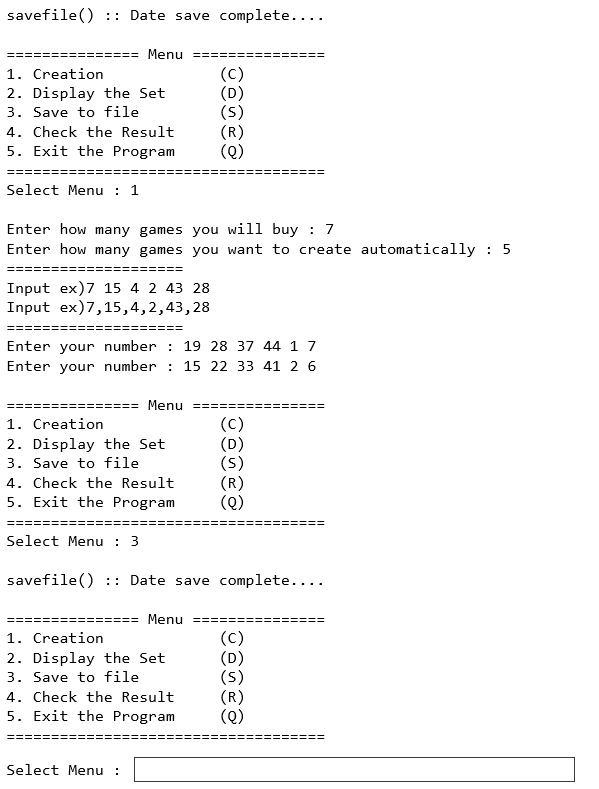 savefile() :: Date save complete....
=============== Menu ===============
1. Creation (C)
2. Display the Set (D)
3. Save to file (S)
4. Check the Result (R)
5. Exit the Program (Q)
====================================
Select Menu : 1
Enter how many games you will buy : 7
Enter how many games you want to create automatically : 5
====================
Input ex)7 15 4 2 43 28
Input ex)7,15,4,2,43,28
====================
Enter your number : 19 28 37 44 1 7
Enter your number : 15 22 33 41 2 6
=============== Menu ===============
1. Creation (C)
2. Display the Set (D)
3. Save to file (S)
4. Check the Result (R)
5. Exit the Program (Q)
====================================
Select Menu : 3
savefile() :: Date save complete....
=============== Menu ===============
1. Creation (C)
2. Display the Set (D)
3. Save to file (S)
4. Check the Result (R)
5. Exit the Program (Q)
====================================
Select Menu :